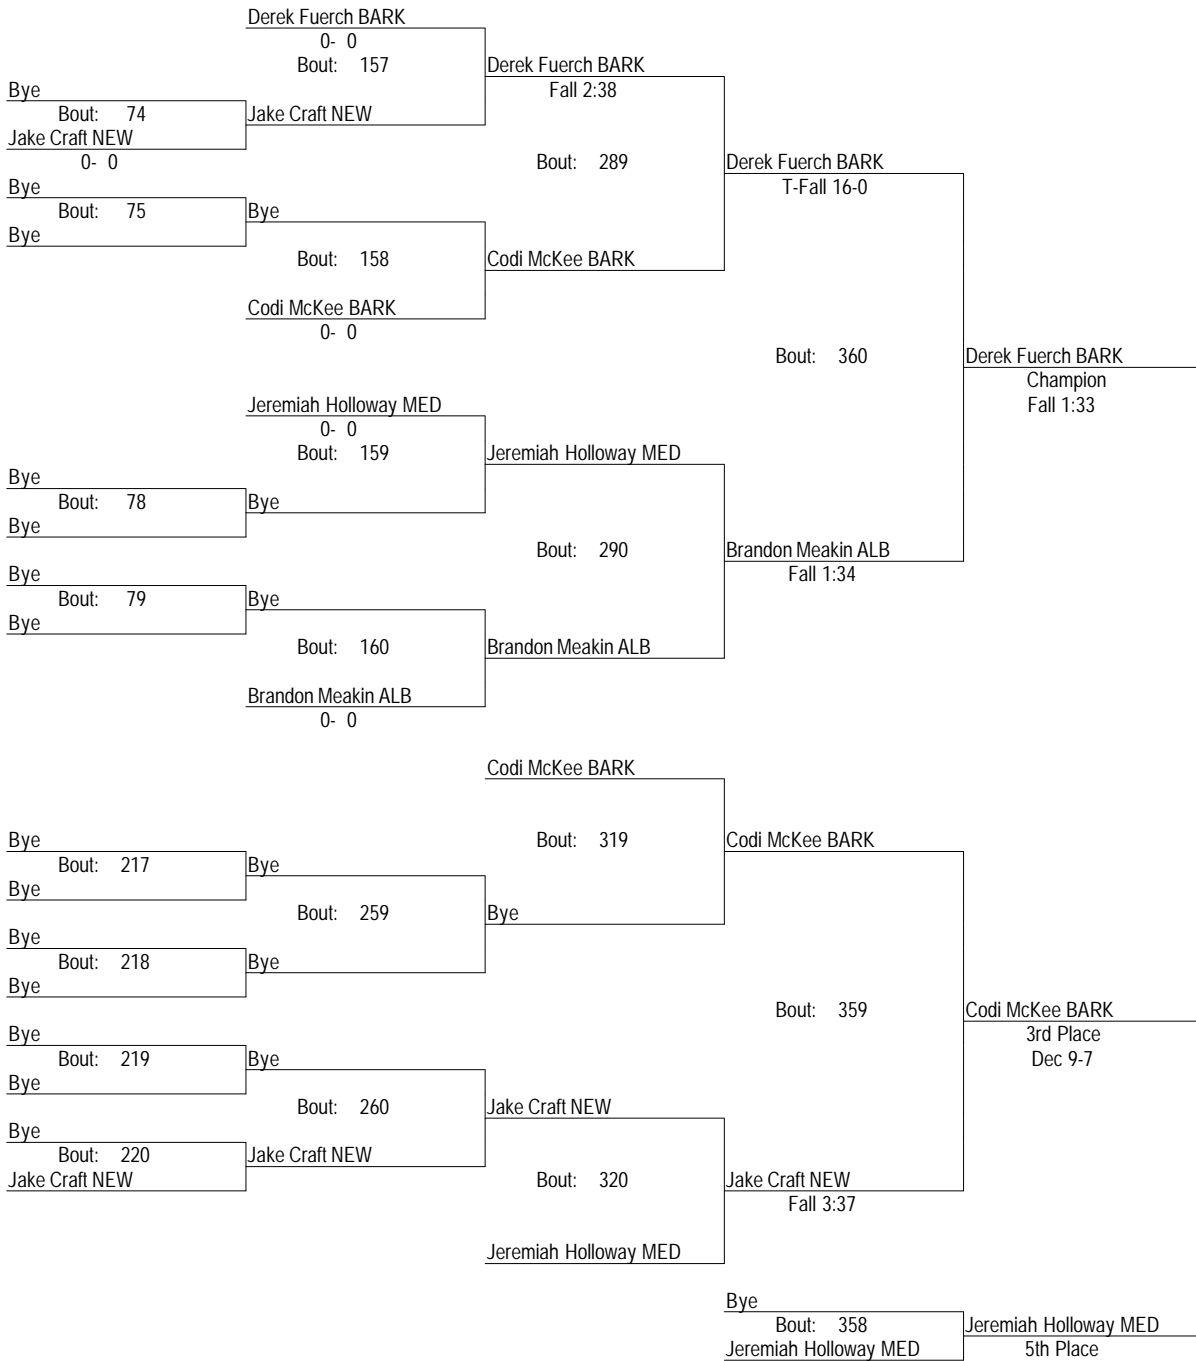 Derek Fuerch BARK
0- 0
Bout: 157
Derek Fuerch BARK
Fall 2:38
Bye
Bout: 74
Jake Craft NEW
Jake Craft NEW
0- 0
Bout: 289
Derek Fuerch BARK
T-Fall 16-0
Bye
Bout: 75
Bye
Bye
Bout: 158
Codi McKee BARK
Codi McKee BARK
0- 0
Bout: 360
Derek Fuerch BARK
Champion
Fall 1:33
Jeremiah Holloway MED
0- 0
Bout: 159
Jeremiah Holloway MED
Bye
Bout: 78
Bye
Bye
Bout: 290
Brandon Meakin ALB
Fall 1:34
Bye
Bout: 79
Bye
Bye
Bout: 160
Brandon Meakin ALB
Brandon Meakin ALB
0- 0
Codi McKee BARK
Bout: 319
Codi McKee BARK
Bye
Bout: 217
Bye
Bye
Bout: 259
Bye
Bye
Bout: 218
Bye
Bye
Bout: 359
Codi McKee BARK
3rd Place
Dec 9-7
Bye
Bout: 219
Bye
Bye
Bout: 260
Jake Craft NEW
Bye
Bout: 220
Jake Craft NEW
Jake Craft NEW
Bout: 320
Jake Craft NEW
Fall 3:37
Jeremiah Holloway MED
Bye
Bout: 358
Jeremiah Holloway MED
Jeremiah Holloway MED
5th Place